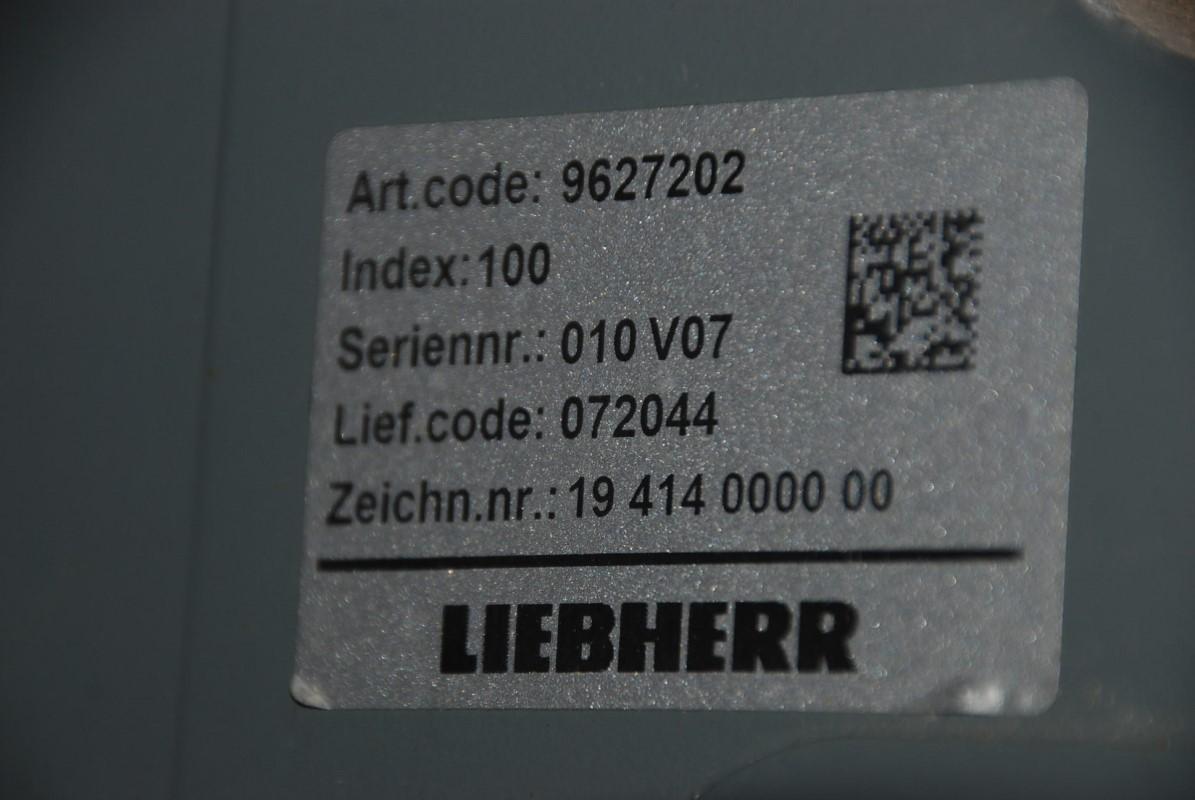 Art.code: 9627202
Index:100
Seriennr.: 010 V07
Lief.code: 072044
Zeichn.nr.: 19 414 0000 00
LIEBHERR